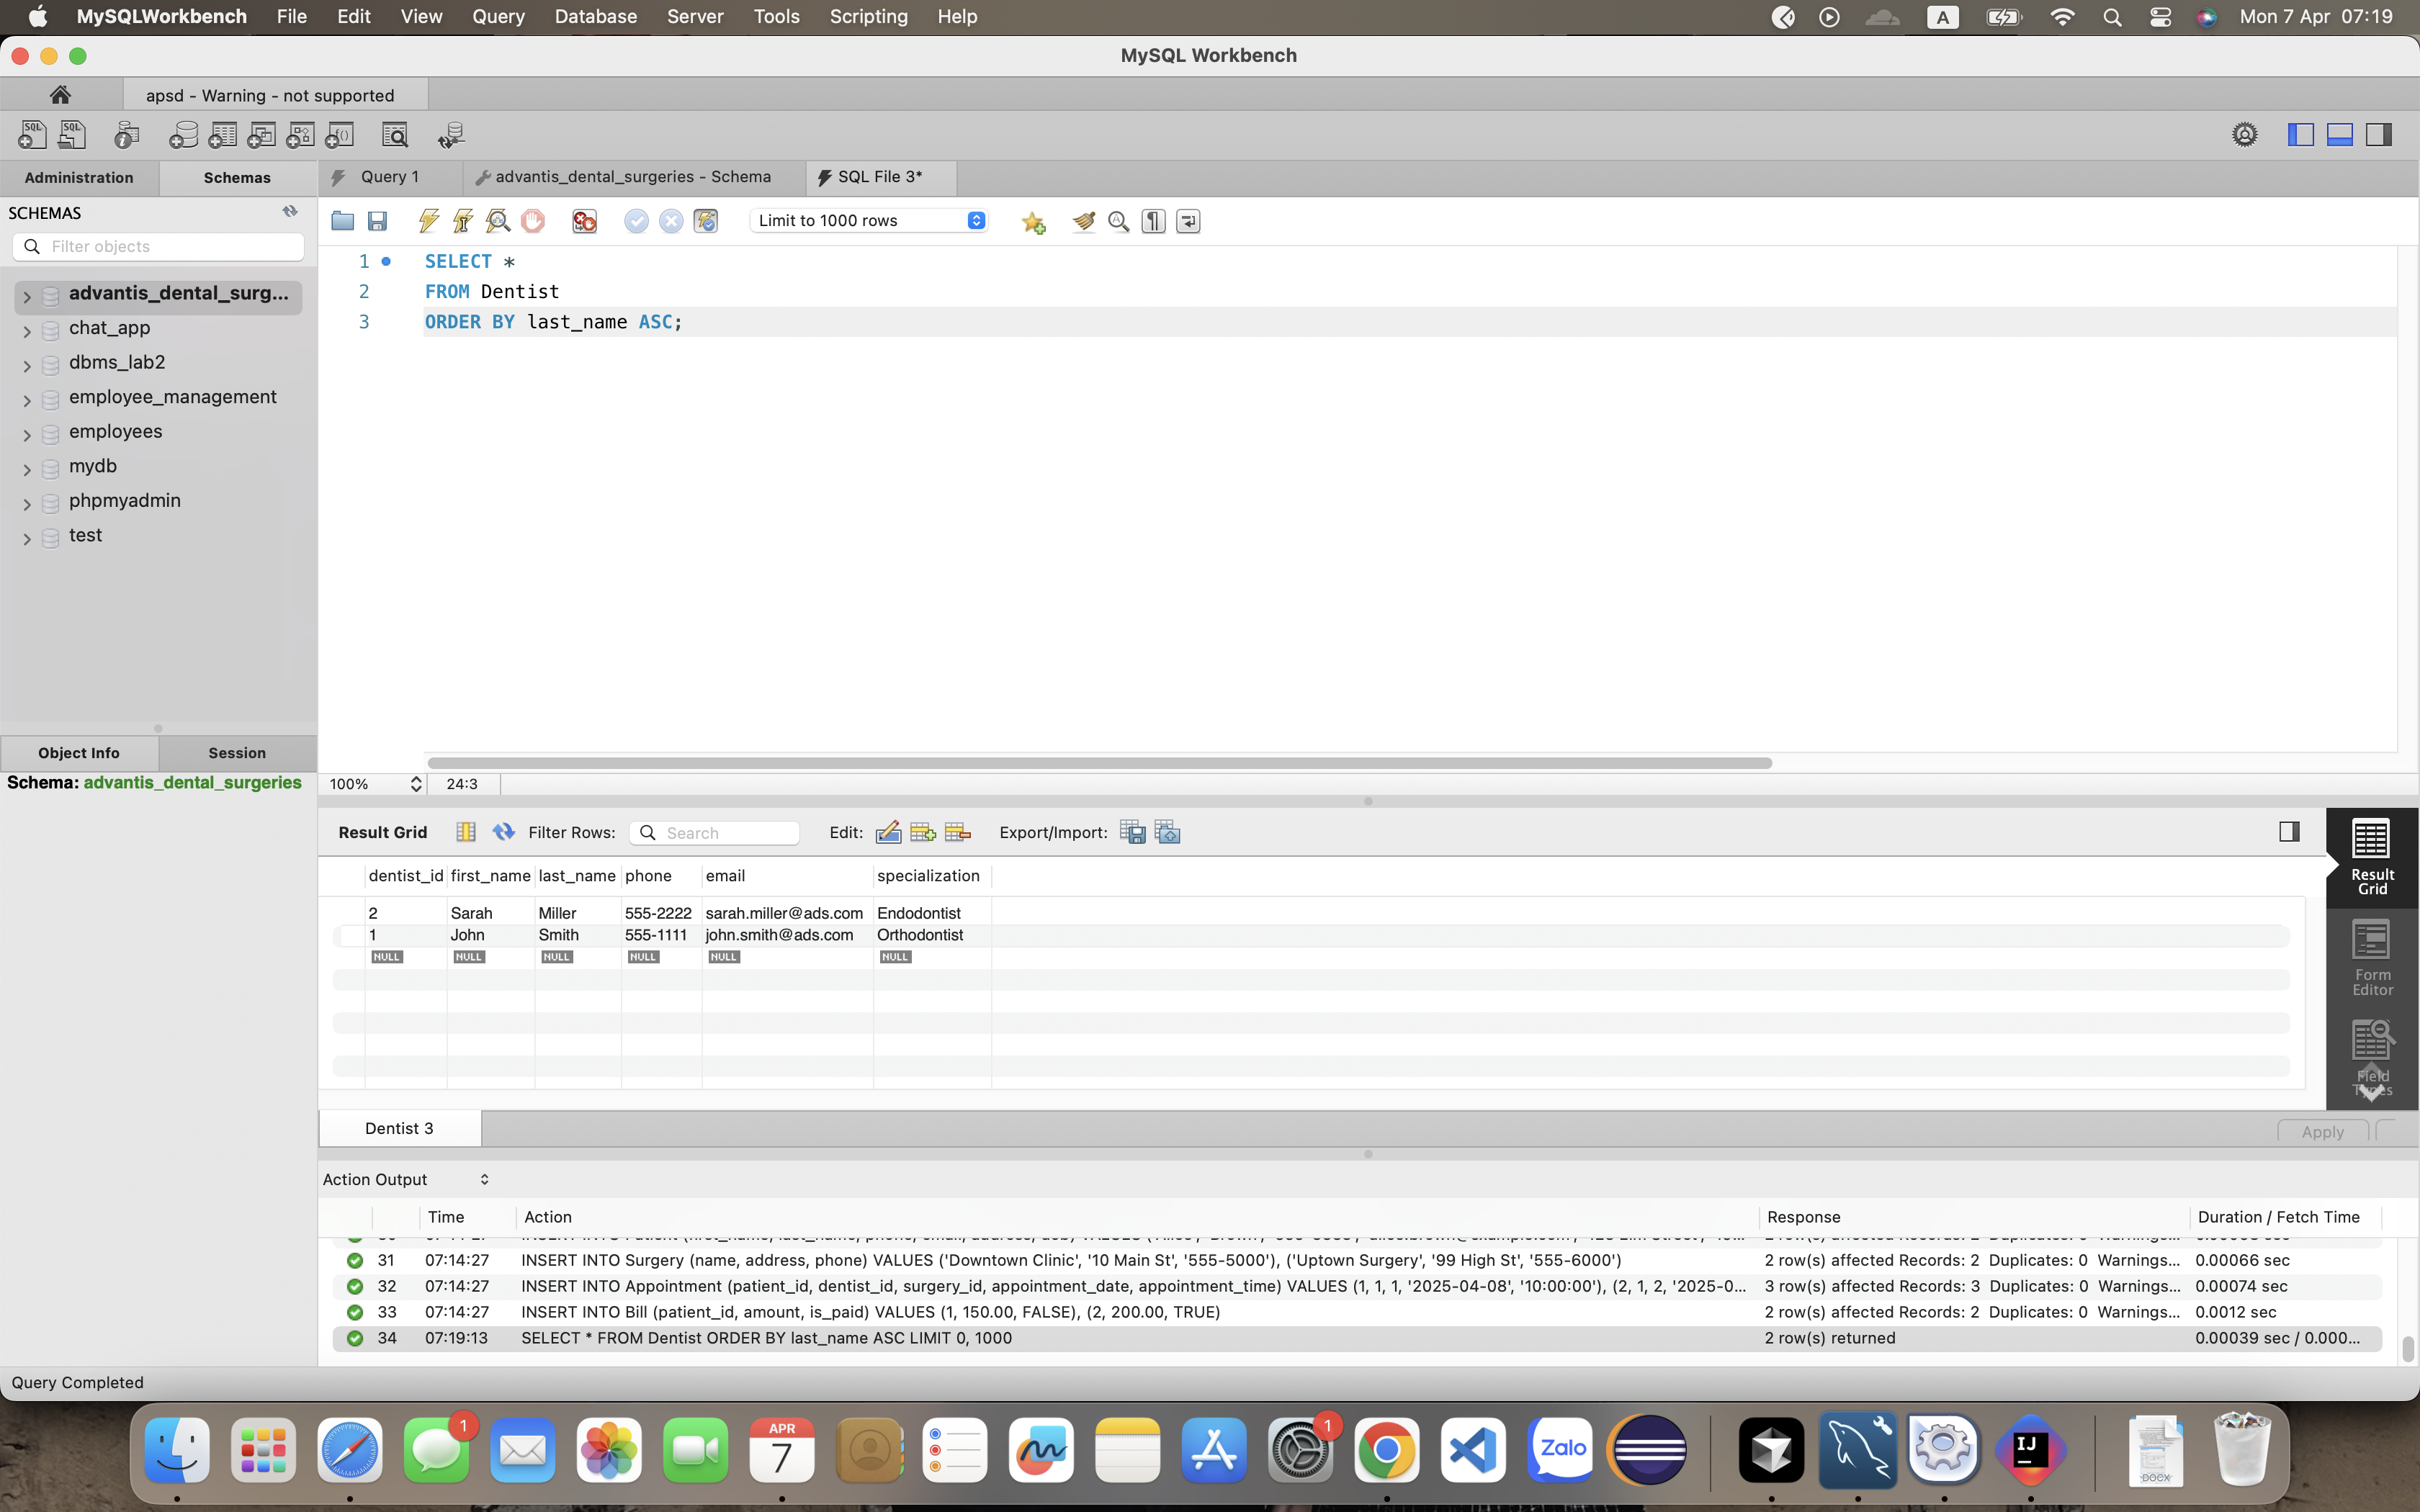 MySQLWorkbench File Edit View Query Database Server Tools Scripting Help A Mon 7 Apr 07:19
MySQL Workbench
apsd - Warning - not supported
Administration Schemas Query 1 advantis_dental_surgeries - Schema SQL File 3*
SCHEMAS
Filter objects
Limit to 1000 rows
advantis_dental_surg...
chat_app
dbms_lab2
employee_management
employees
mydb
phpmyadmin
test
1 SELECT *
2 FROM Dentist
3 ORDER BY last_name ASC;
Object Info Session
Schema: advantis_dental_surgeries
100% 24:3
Result Grid Filter Rows: Search Edit: Export/Import:
dentist_id first_name last_name phone email specialization
2 Sarah Miller 555-2222 sarah.miller@ads.com Endodontist
1 John Smith 555-1111 john.smith@ads.com Orthodontist
NULL NULL NULL NULL NULL NULL
Result Grid
Form Editor
Field Types
Dentist 3 Apply
Action Output
Time Action Response Duration / Fetch Time
31 07:14:27 INSERT INTO Surgery (name, address, phone) VALUES ('Downtown Clinic', '10 Main St', '555-5000'), ('Uptown Surgery', '99 High St', '555-6000') 2 row(s) affected Records: 2 Duplicates: 0 Warnings... 0.00066 sec
32 07:14:27 INSERT INTO Appointment (patient_id, dentist_id, surgery_id, appointment_date, appointment_time) VALUES (1, 1, 1, '2025-04-08', '10:00:00'), (2, 1, 2, '2025-0... 3 row(s) affected Records: 3 Duplicates: 0 Warnings... 0.00074 sec
33 07:14:27 INSERT INTO Bill (patient_id, amount, is_paid) VALUES (1, 150.00, FALSE), (2, 200.00, TRUE) 2 row(s) affected Records: 2 Duplicates: 0 Warnings... 0.0012 sec
34 07:19:13 SELECT * FROM Dentist ORDER BY last_name ASC LIMIT 0, 1000 2 row(s) returned 0.00039 sec / 0.000...
Query Completed
1 APR 7 1 Zalo IJ DOCX